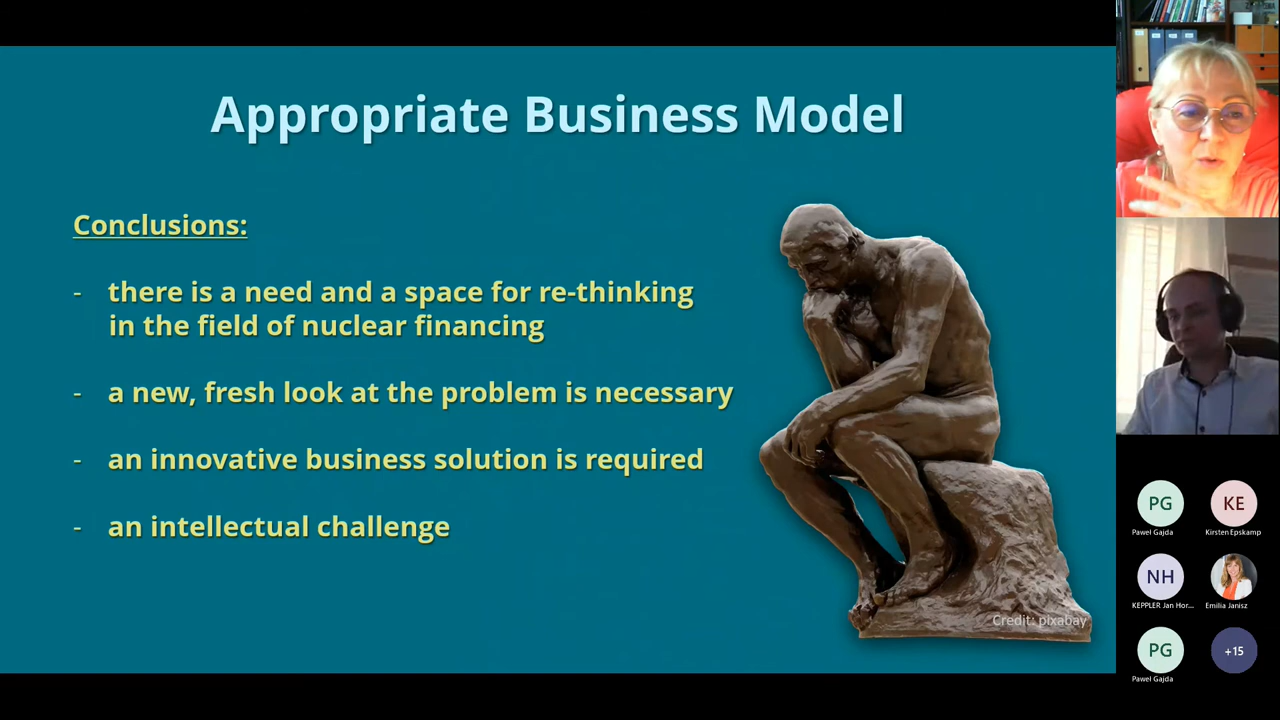 Appropriate Business Model
Conclusions:
- there is a need and a space for re-thinking
in the field of nuclear financing
- a new, fresh look at the problem is necessary
- an innovative business solution is required
- an intellectual challenge
Credit: pixabay
PG
KE
Pawel Gajda
Kirsten Epskamp
NH
KEPPLER Jan Hor...
Emilia Janisz
PG
+15
Pawel Gajda